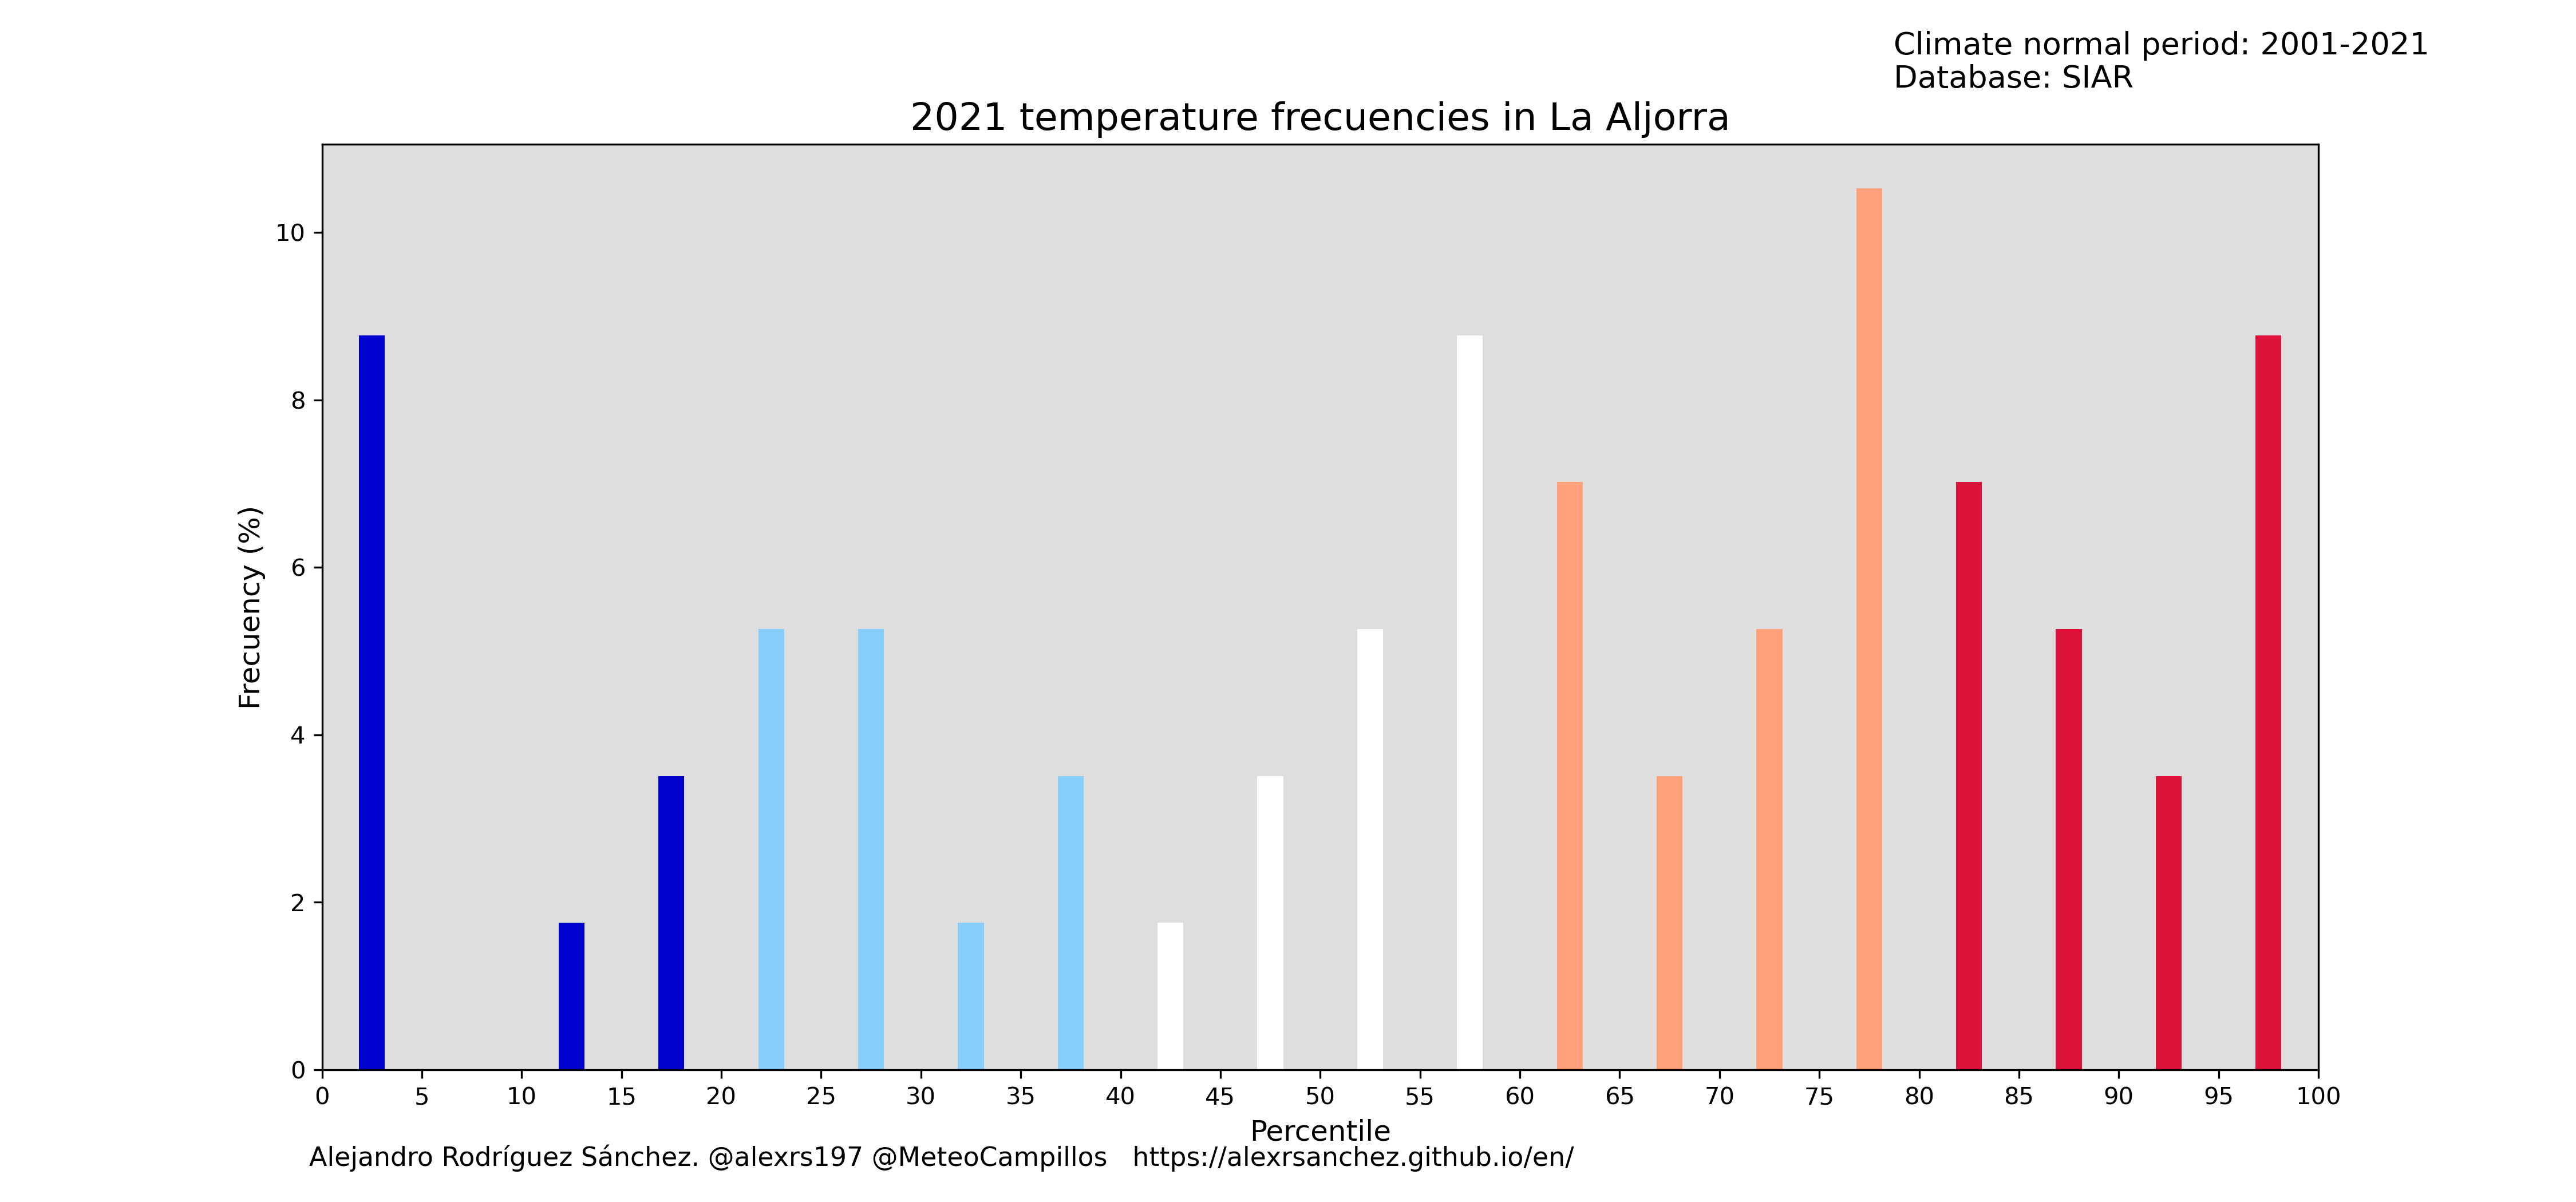 Climate normal period: 2001-2021
Database: SIAR
2021 temperature frecuencies in La Aljorra
Frecuency (%)
10
8
6
4
2
0
0 5 10 15 20 25 30 35 40 45 50 55 60 65 70 75 80 85 90 95 100
Percentile
Alejandro Rodríguez Sánchez. @alexrs197 @MeteoCampillos https://alexrsanchez.github.io/en/